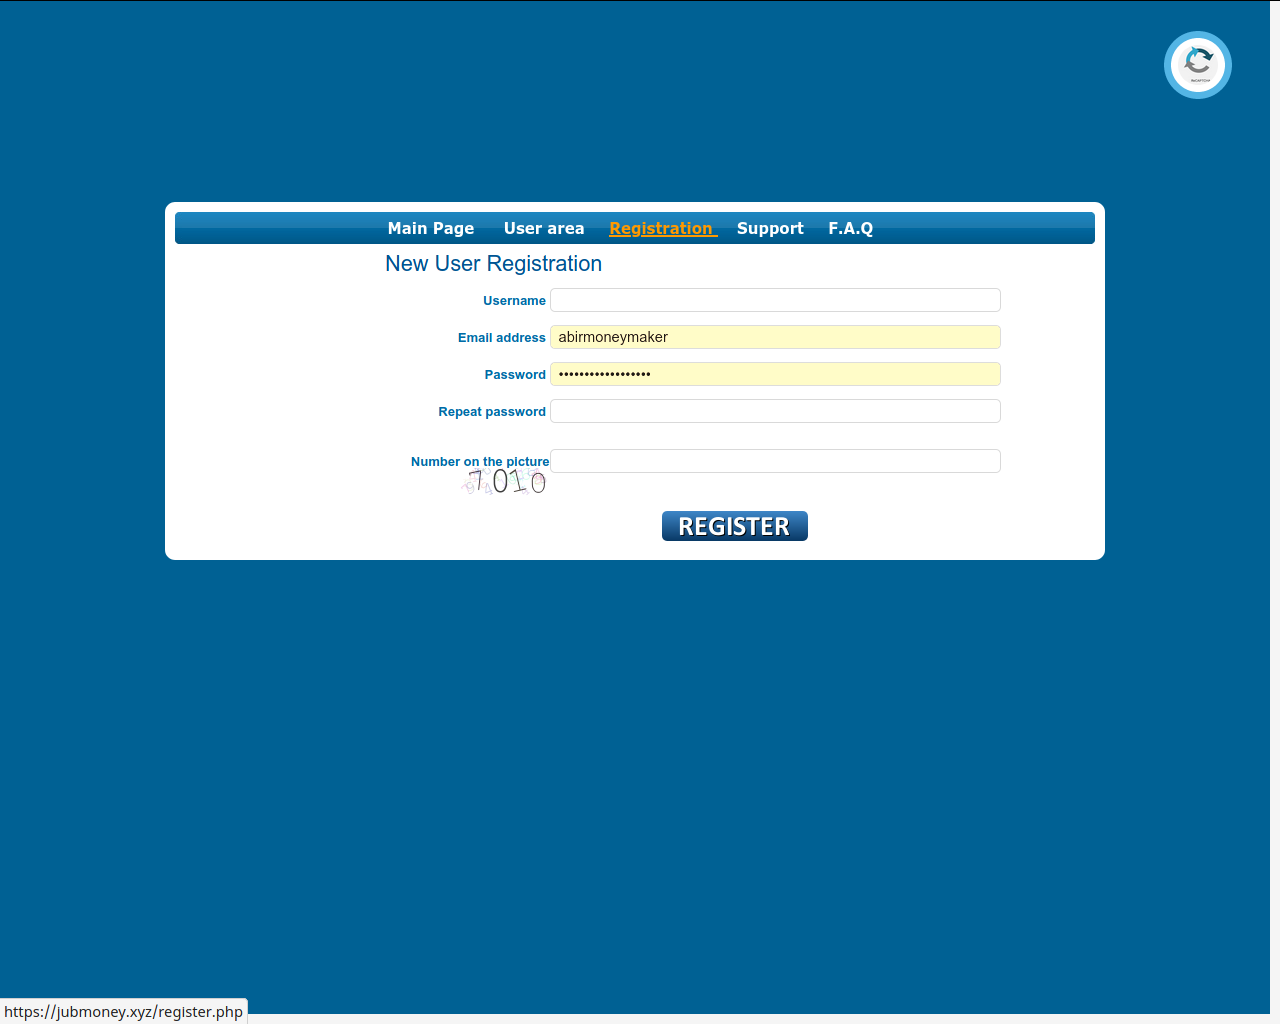 Main Page User area Registration Support F.A.Q
New User Registration
Username
Email address abirmoneymaker
Password ••••••••••••••••••
Repeat password
Number on the picture
7010
REGISTER
https://jubmoney.xyz/register.php